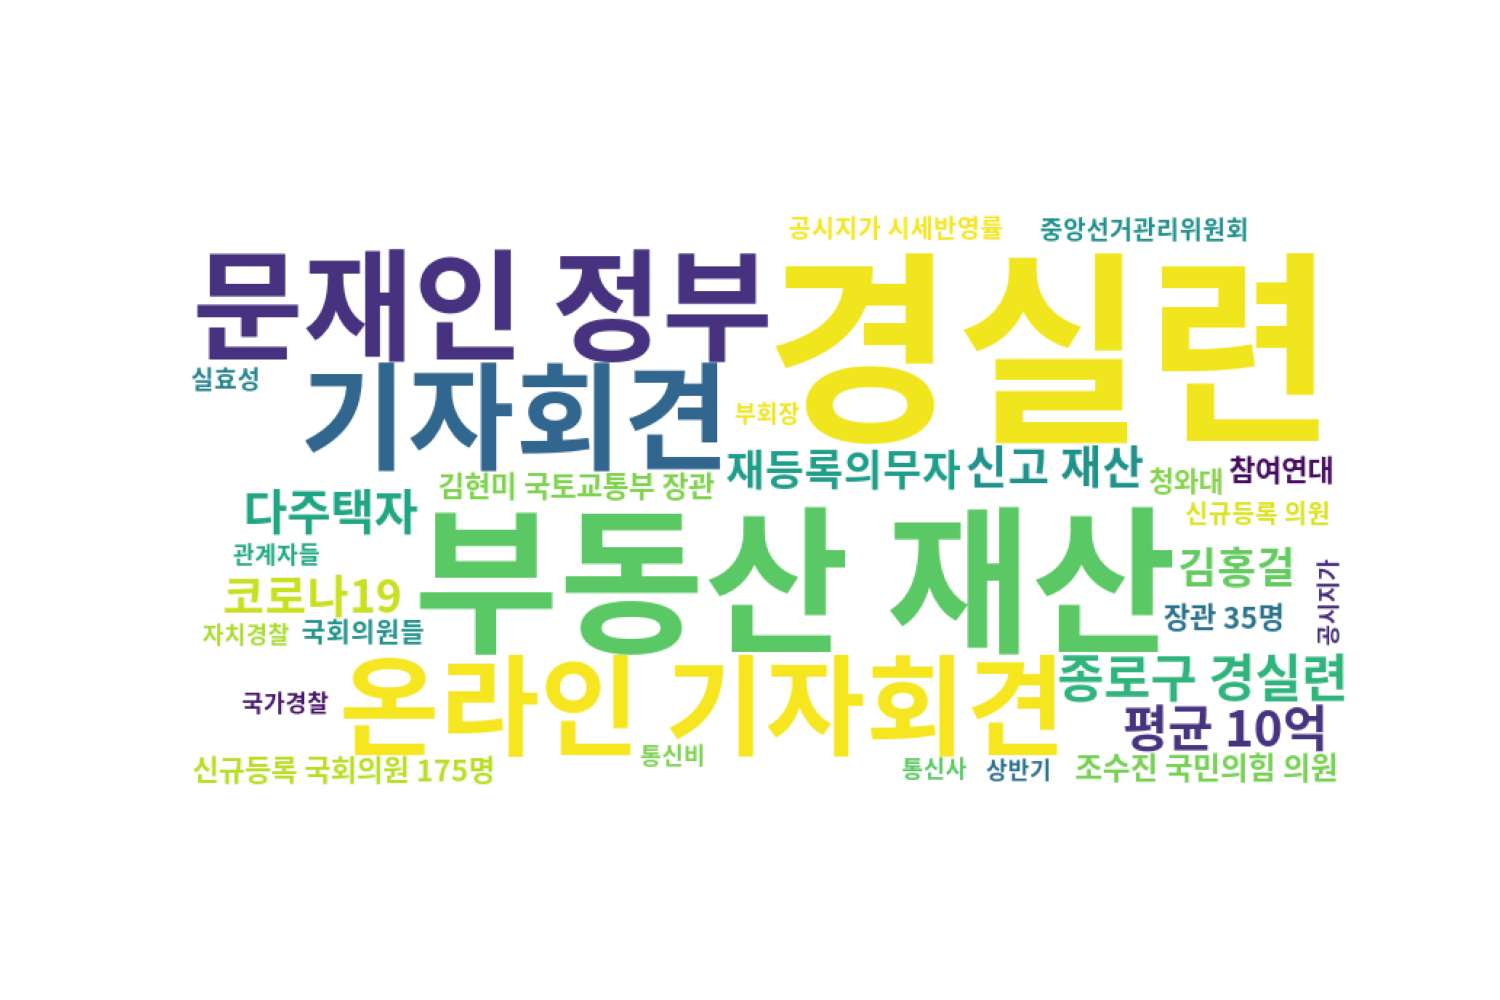 공시지가 시세반영률
중앙선거관리위원회
문재인 정부
경실련
실효성
기자회견
부회장
재등록의무자
신고 재산
참여연대
김현미 국토교통부 장관
청와대
다주택자
신규등록 의원
부동산 재산
관계자들
김홍걸
코로나19
공시지가
장관 35명
자치경찰
국회의원들
온라인 기자회견
종로구 경실련
국가경찰
평균 10억
신규등록 국회의원 175명
통신비
통신사
상반기
조수진 국민의힘 의원